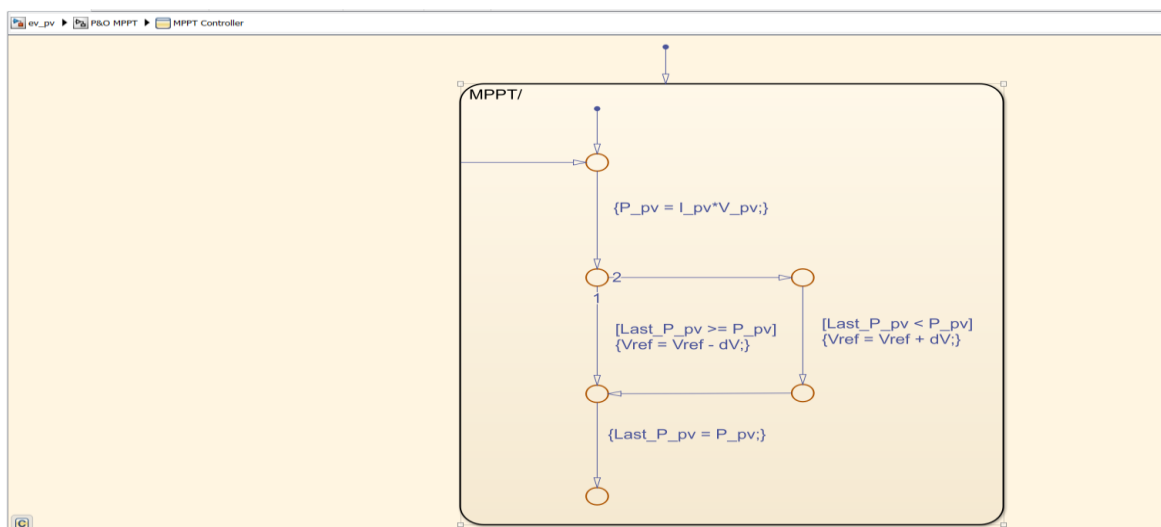 ev_pv P&O MPPT MPPT Controller
MPPT/
{P_pv = I_pv*V_pv;}
2
1
[Last_P_pv >= P_pv]
{Vref = Vref - dV;}
[Last_P_pv < P_pv]
{Vref = Vref + dV;}
{Last_P_pv = P_pv;}
C